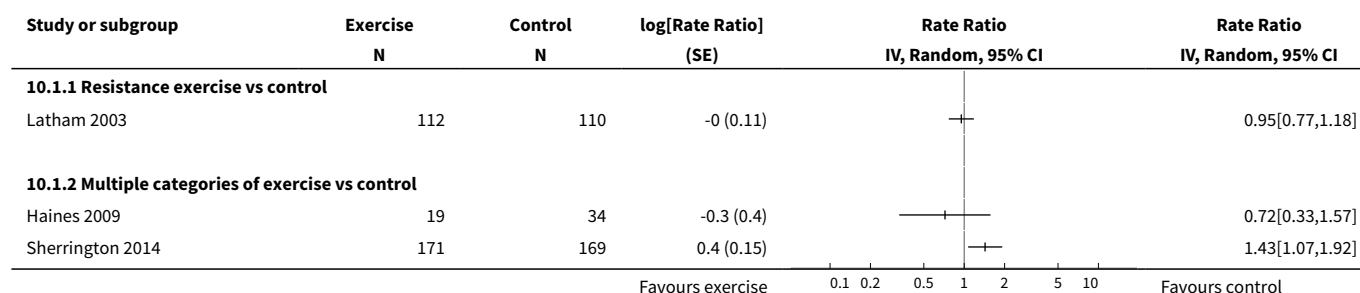 Study or subgroup Exercise Control log[Rate Ratio] Rate Ratio Rate Ratio
N N (SE) IV, Random, 95% CI IV, Random, 95% CI
10.1.1 Resistance exercise vs control
Latham 2003 112 110 -0 (0.11) 0.95[0.77,1.18]
10.1.2 Multiple categories of exercise vs control
Haines 2009 19 34 -0.3 (0.4) 0.72[0.33,1.57]
Sherrington 2014 171 169 0.4 (0.15) 1.43[1.07,1.92]
Favours exercise 0.1 0.2 0.5 1 2 5 10 Favours control